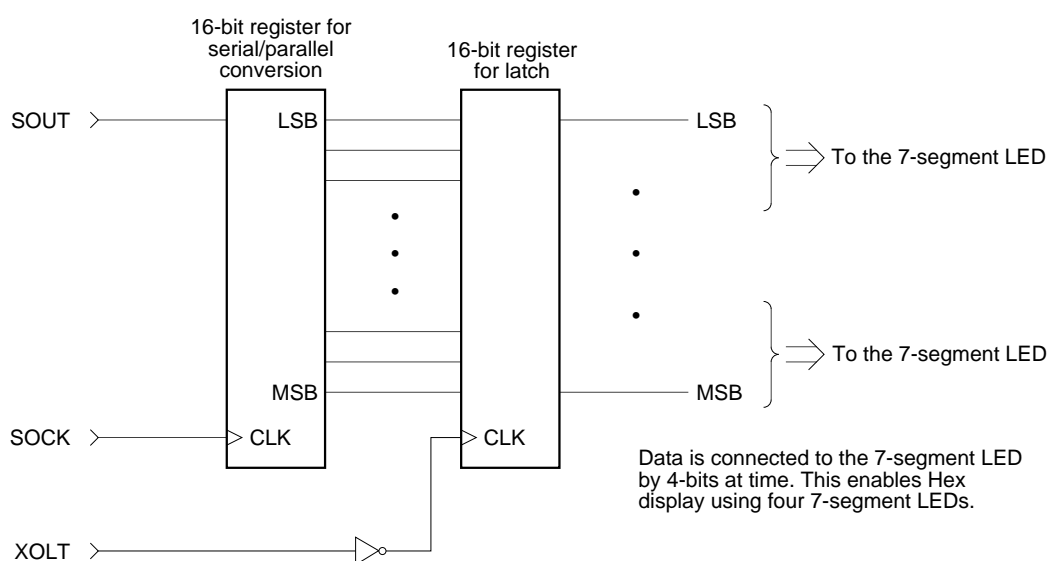 16-bit register for
serial/parallel
conversion
16-bit register
for latch
SOUT
LSB
LSB
To the 7-segment LED
To the 7-segment LED
MSB
MSB
SOCK
CLK
CLK
Data is connected to the 7-segment LED
by 4-bits at time. This enables Hex
display using four 7-segment LEDs.
XOLT